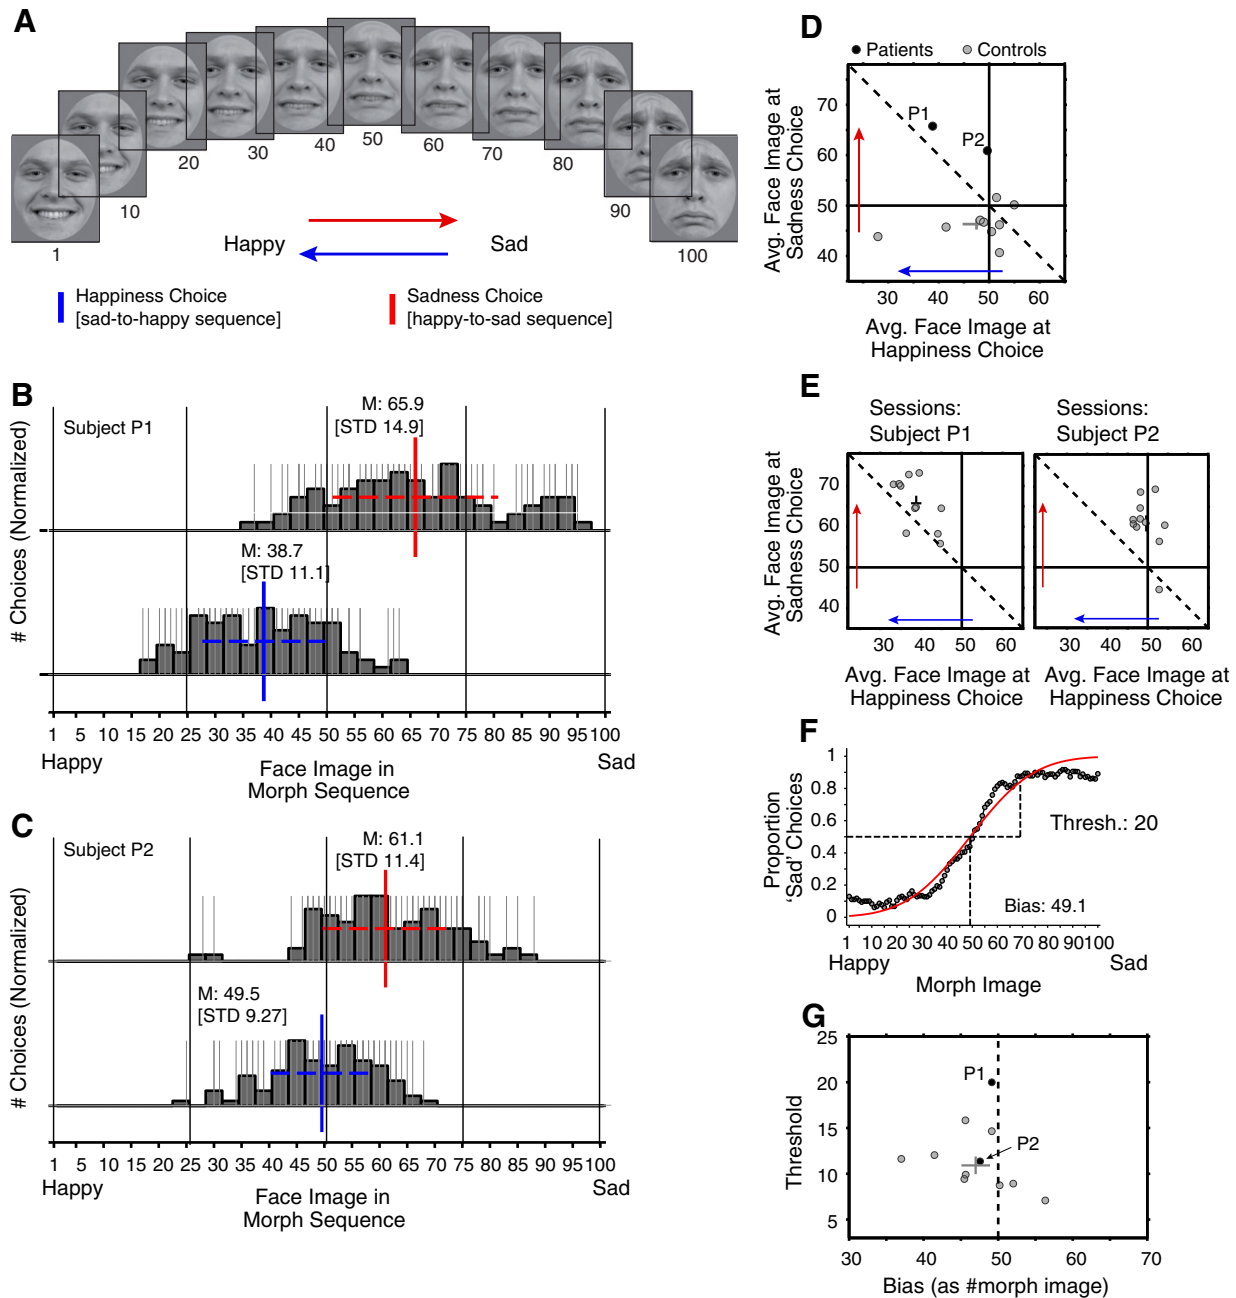 A
1
10
20
30
40
50
60
70
80
90
100
Happy
Sad
Happiness Choice
[sad-to-happy sequence]
Sadness Choice
[happy-to-sad sequence]
B
# Choices (Normalized)
Subject P1
M: 65.9
[STD 14.9]
M: 38.7
[STD 11.1]
1 5 10 15 20 25 30 35 40 45 50 55 60 65 70 75 80 85 90 95 100
Happy
Sad
Face Image in
Morph Sequence
C
# Choices (Normalized)
Subject P2
M: 61.1
[STD 11.4]
M: 49.5
[STD 9.27]
1 5 10 15 20 25 30 35 40 45 50 55 60 65 70 75 80 85 90 95 100
Happy
Sad
Face Image in
Morph Sequence
D
Patients Controls
Avg. Face Image at
Sadness Choice
70
60
50
40
P1
P2
30 40 50 60
Avg. Face Image at
Happiness Choice
E
Sessions:
Subject P1
Sessions:
Subject P2
Avg. Face Image at
Sadness Choice
70
60
50
40
30 40 50 60
30 40 50 60
Avg. Face Image at
Happiness Choice
Avg. Face Image at
Happiness Choice
F
Proportion
'Sad' Choices
1
0.8
0.6
0.4
0.2
0
Thresh.: 20
Bias: 49.1
1 10 20 30 40 50 60 70 80 90 100
Happy
Sad
Morph Image
G
Threshold
25
20
15
10
5
P1
P2
30 40 50 60 70
Bias (as #morph image)